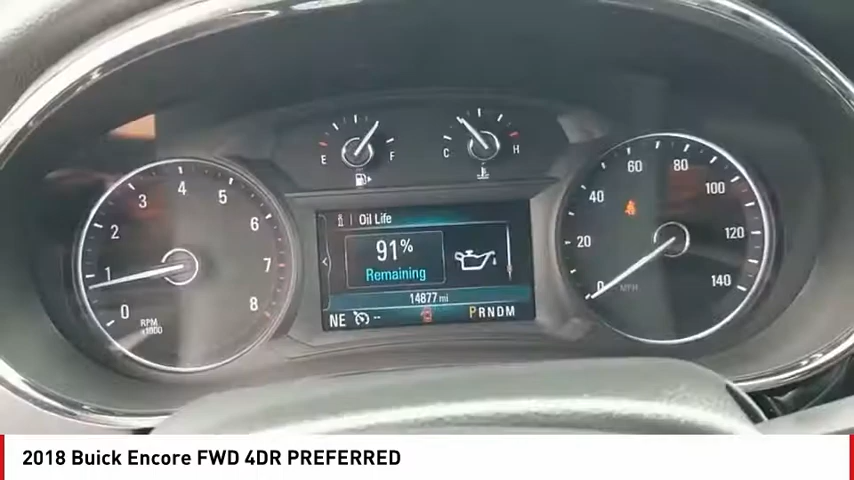 E F C H
0 1 2 3 4 5 6 7 8
RPM
x1000
i | Oil Life
91%
Remaining
14877 mi
NE -- PRNDM
0 20 40 60 80 100 120 140
MPH
2018 Buick Encore FWD 4DR PREFERRED